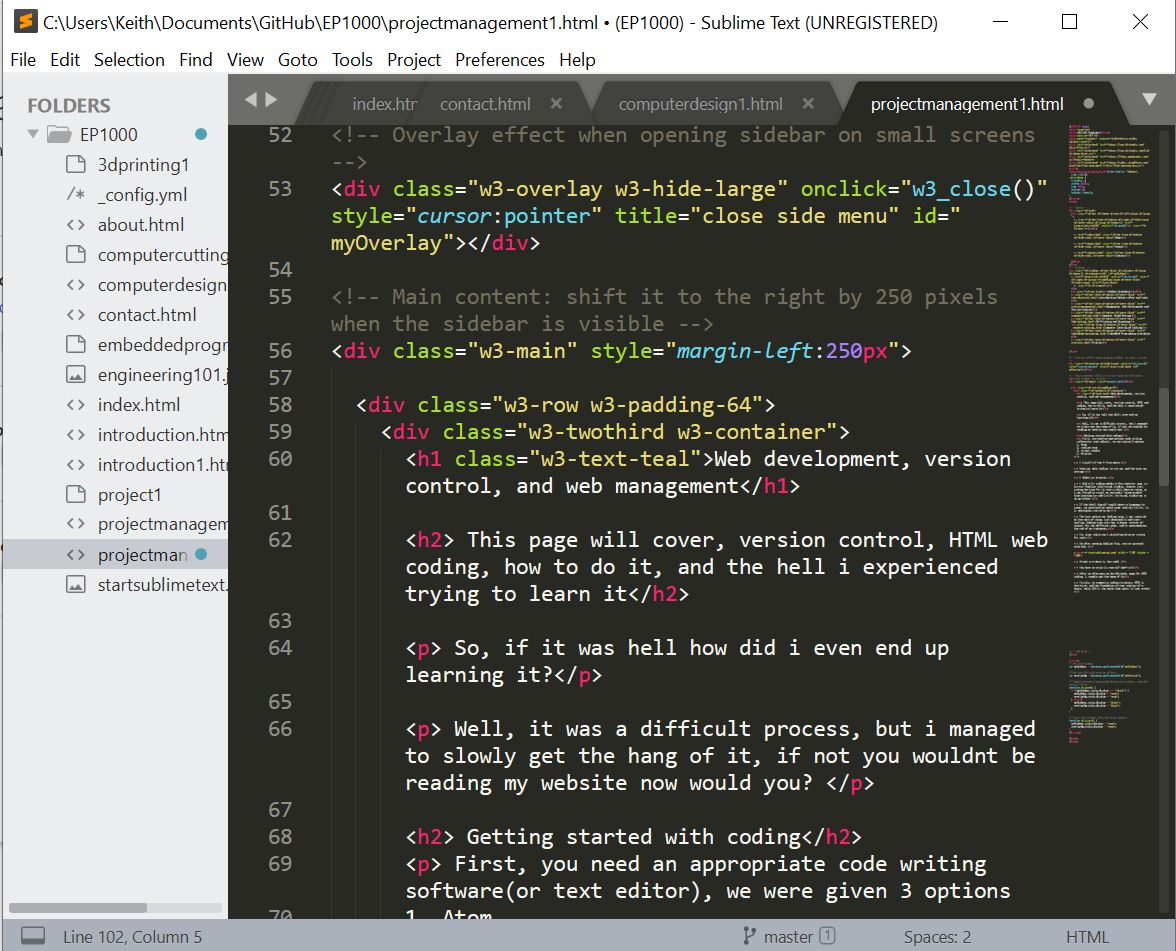 C:\Users\Keith\Documents\GitHub\EP1000\projectmanagement1.html • (EP1000) - Sublime Text (UNREGISTERED)
File Edit Selection Find View Goto Tools Project Preferences Help
FOLDERS
EP1000
3dprinting1
/* _config.yml
<> about.html
computercutting
<> computerdesign
<> contact.html
embeddedprogr
engineering101.j
<> index.html
<> introduction.htm
<> introduction1.htm
project1
<> projectmanagem
<> projectman
startsublimetext.
index.htr contact.html × computerdesign1.html × projectmanagement1.html
52 <!-- Overlay effect when opening sidebar on small screens
-->
53 <div class="w3-overlay w3-hide-large" onclick="w3_close()"
style="cursor:pointer" title="close side menu" id="
myOverlay"></div>
54
55 <!-- Main content: shift it to the right by 250 pixels
when the sidebar is visible -->
56 <div class="w3-main" style="margin-left:250px">
57
58 <div class="w3-row w3-padding-64">
59 <div class="w3-twothird w3-container">
60 <h1 class="w3-text-teal">Web development, version
control, and web management</h1>
61
62 <h2> This page will cover, version control, HTML web
coding, how to do it, and the hell i experienced
trying to learn it</h2>
63
64 <p> So, if it was hell how did i even end up
learning it?</p>
65
66 <p> Well, it was a difficult process, but i managed
to slowly get the hang of it, if not you wouldnt be
reading my website now would you? </p>
67
68 <h2> Getting started with coding</h2>
69 <p> First, you need an appropriate code writing
software(or text editor), we were given 3 options
70 1. Atom
Line 102, Column 5 master 1 Spaces: 2 HTML